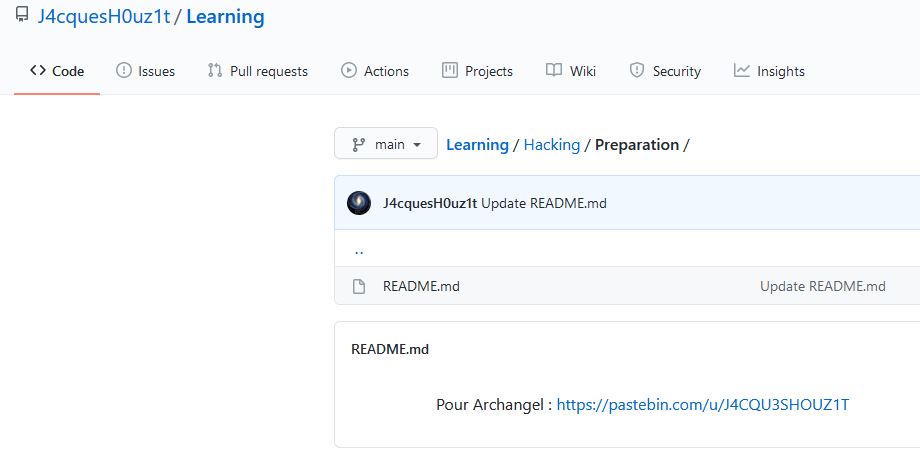 J4cquesH0uz1t / Learning
Code Issues Pull requests Actions Projects Wiki Security Insights
main Learning / Hacking / Preparation /
J4cquesH0uz1t Update README.md
..
README.md Update README.md
README.md
Pour Archangel : https://pastebin.com/u/J4CQU3SHOUZ1T